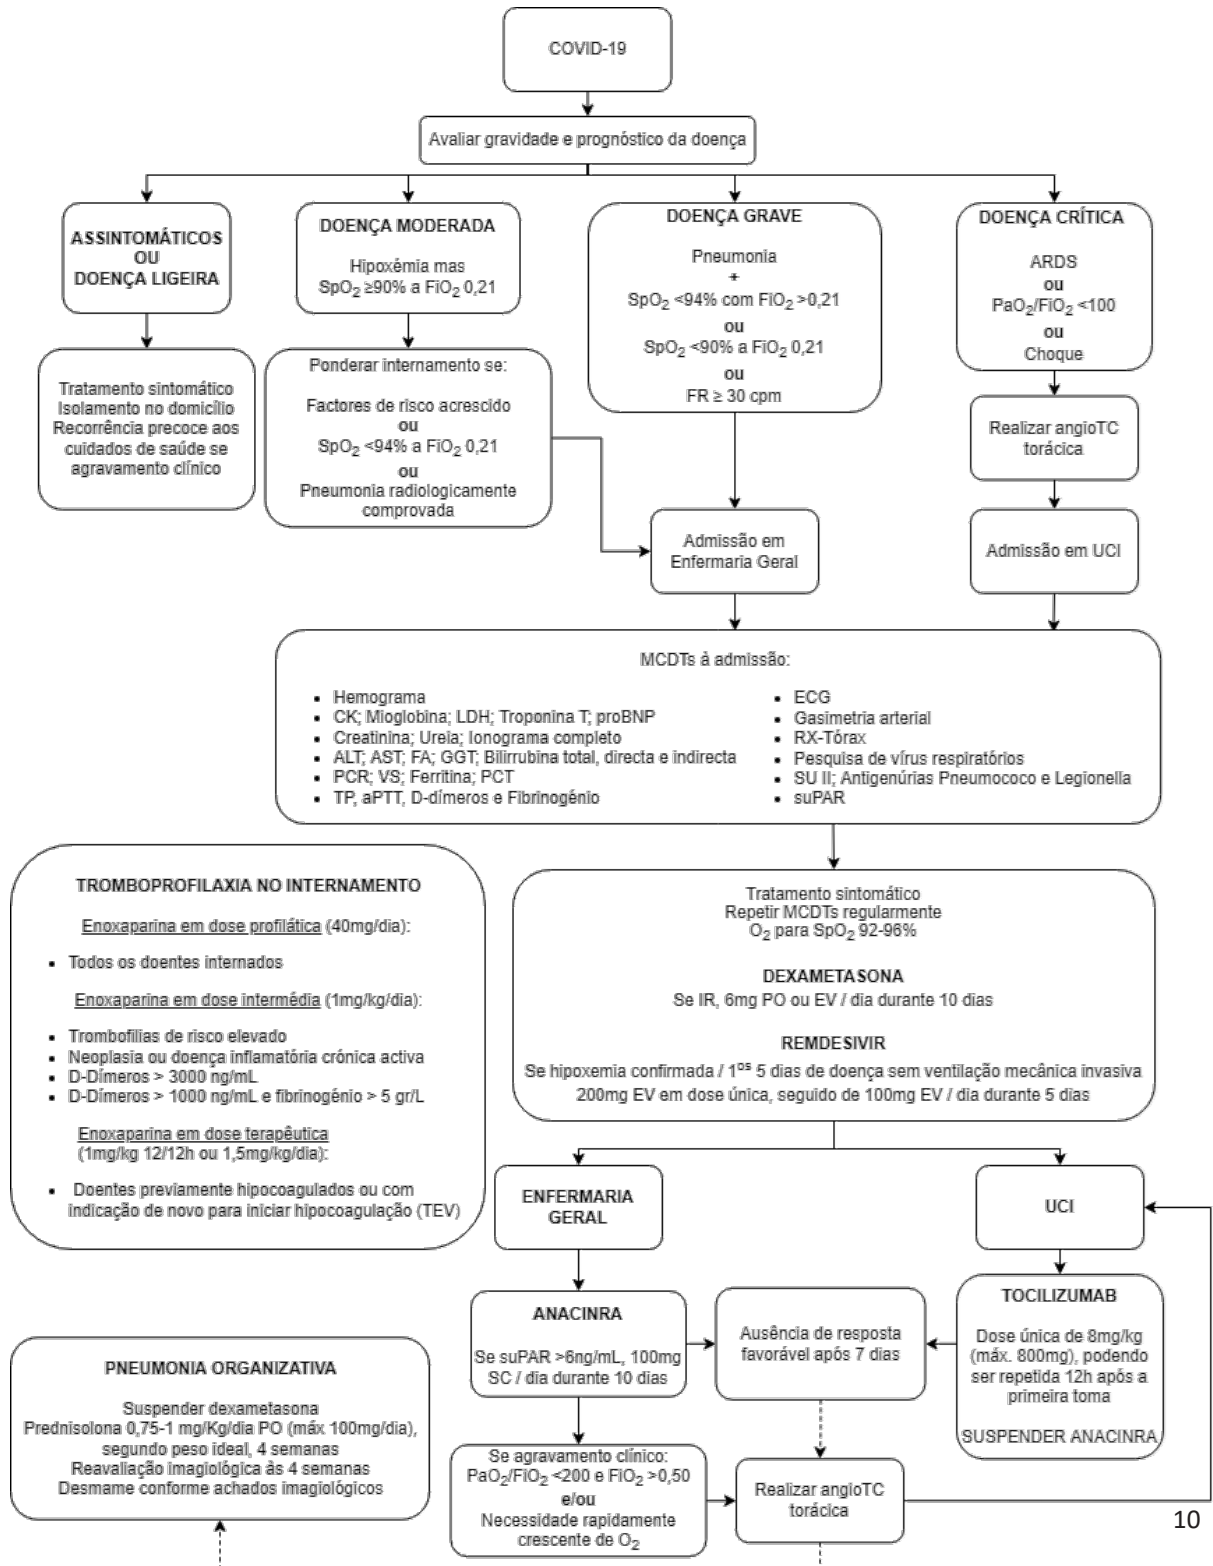 COVID-19
Avaliar gravidade e prognóstico da doença
ASSINTOMÁTICOS
OU
DOENÇA LIGEIRA
DOENÇA MODERADA
Hipoxémia mas
SpO2 ≥90% a FiO2 0,21
DOENÇA GRAVE
Pneumonia
+
SpO2 <94% com FiO2 >0,21
ou
SpO2 <90% a FiO2 0,21
ou
FR ≥ 30 cpm
DOENÇA CRÍTICA
ARDS
ou
PaO2/FiO2 <100
ou
Choque
Tratamento sintomático
Isolamento no domicílio
Recorrência precoce aos
cuidados de saúde se
agravamento clínico
Ponderar internamento se:
Factores de risco acrescido
ou
SpO2 <94% a FiO2 0,21
ou
Pneumonia radiologicamente
comprovada
Realizar angioTC
torácica
Admissão em
Enfermaria Geral
Admissão em UCI
MCDTs à admissão:
• Hemograma
• CK; Mioglobina; LDH; Troponina T; proBNP
• Creatinina; Ureia; Ionograma completo
• ALT; AST; FA; GGT; Bilirrubina total, directa e indirecta
• PCR; VS; Ferritina; PCT
• TP, aPTT, D-dímeros e Fibrinogénio
• ECG
• Gasimetria arterial
• RX-Tórax
• Pesquisa de vírus respiratórios
• SU II; Antigenúrias Pneumococo e Legionella
• suPAR
TROMBOPROFILAXIA NO INTERNAMENTO
Enoxaparina em dose profilática (40mg/dia):
• Todos os doentes internados
Enoxaparina em dose intermédia (1mg/kg/dia):
• Trombofilias de risco elevado
• Neoplasia ou doença inflamatória crónica activa
• D-Dímeros > 3000 ng/mL
• D-Dímeros > 1000 ng/mL e fibrinogénio > 5 gr/L
Enoxaparina em dose terapêutica
(1mg/kg 12/12h ou 1,5mg/kg/dia):
• Doentes previamente hipocoagulados ou com
indicação de novo para iniciar hipocoagulação (TEV)
Tratamento sintomático
Repetir MCDTs regularmente
O2 para SpO2 92-96%
DEXAMETASONA
Se IR, 6mg PO ou EV / dia durante 10 dias
REMDESIVIR
Se hipoxemia confirmada / 1os 5 dias de doença sem ventilação mecânica invasiva
200mg EV em dose única, seguido de 100mg EV / dia durante 5 dias
ENFERMARIA
GERAL
UCI
ANACINRA
Se suPAR >6ng/mL, 100mg
SC / dia durante 10 dias
Ausência de resposta
favorável após 7 dias
TOCILIZUMAB
Dose única de 8mg/kg
(máx. 800mg), podendo
ser repetida 12h após a
primeira toma
SUSPENDER ANACINRA
PNEUMONIA ORGANIZATIVA
Suspender dexametasona
Prednisolona 0,75-1 mg/Kg/dia PO (máx 100mg/dia),
segundo peso ideal, 4 semanas
Reavaliação imagiológica às 4 semanas
Desmame conforme achados imagiológicos
Se agravamento clínico:
PaO2/FiO2 <200 e FiO2 >0,50
e/ou
Necessidade rapidamente
crescente de O2
Realizar angioTC
torácica
10